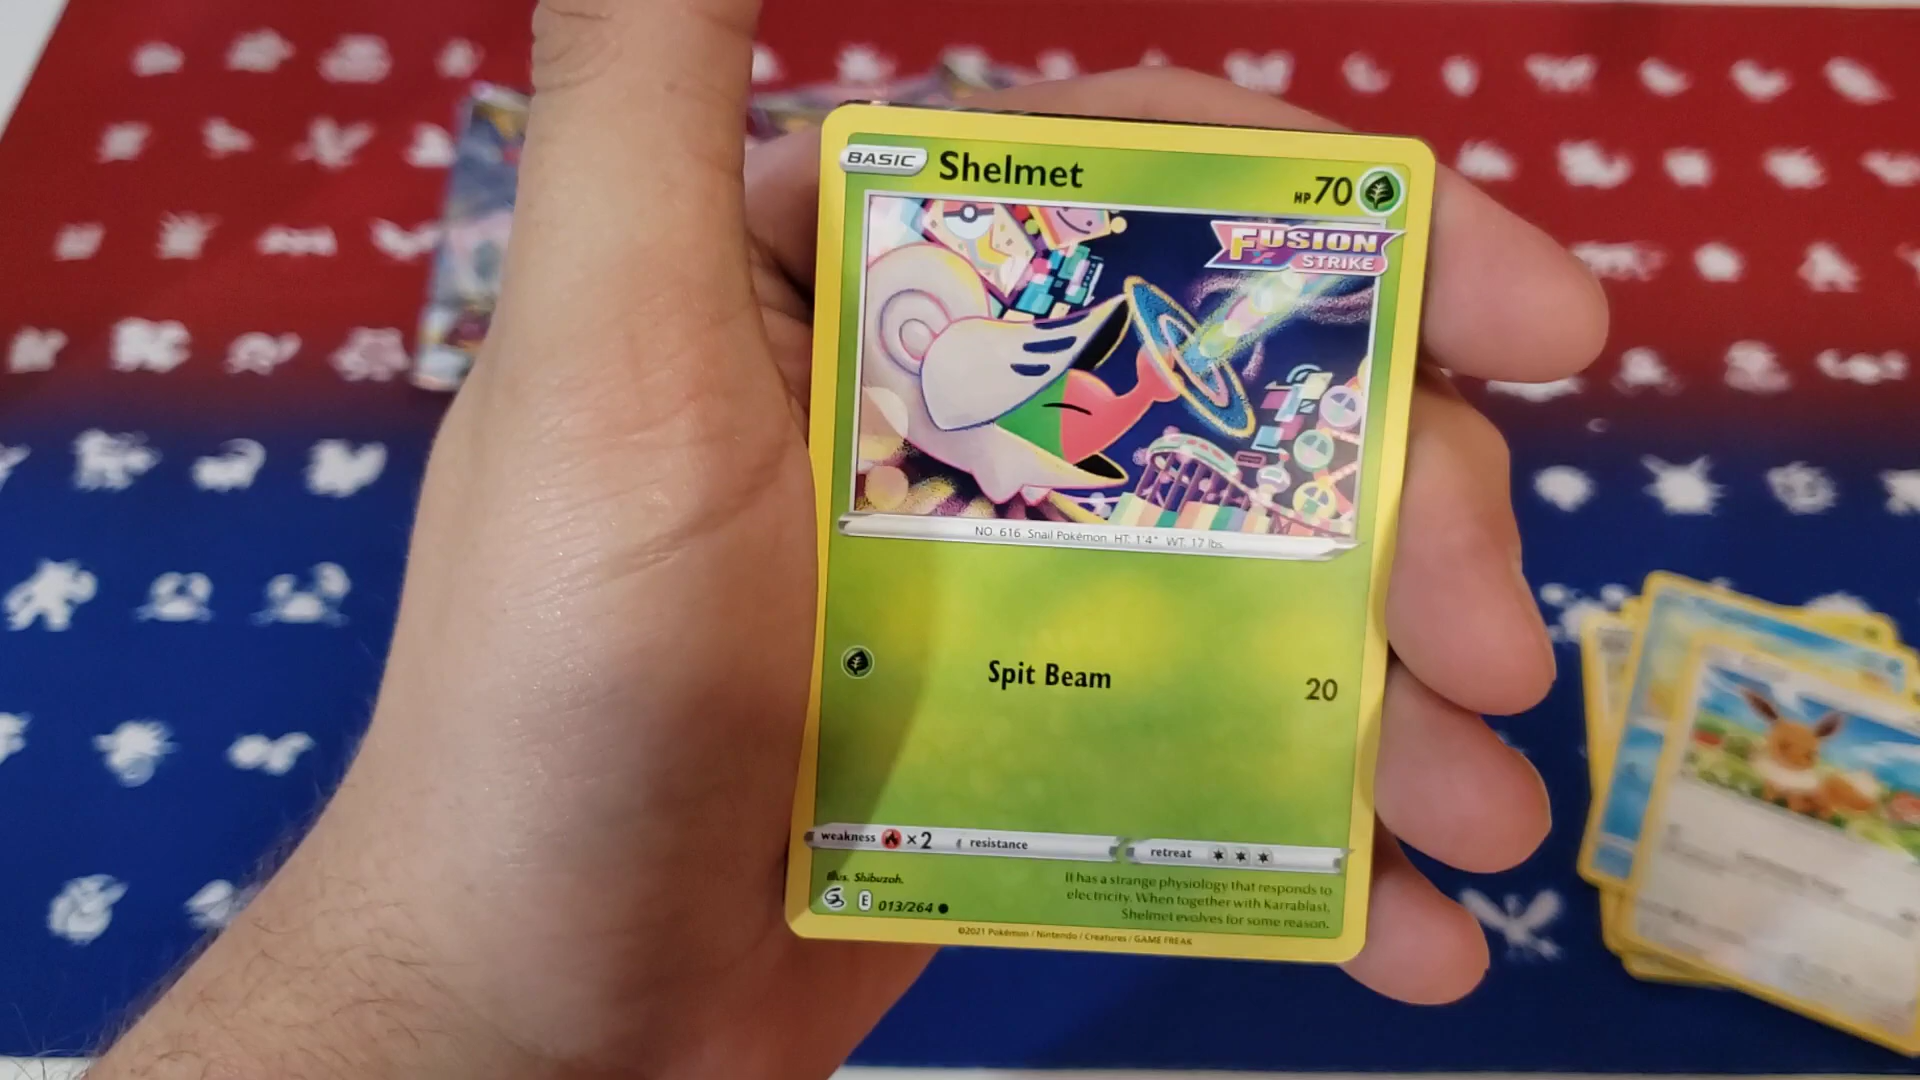 BASIC Shelmet HP 70
FUSION
STRIKE
NO. 616 Snail Pokémon HT: 1'4" WT: 17 lbs.
Spit Beam 20
weakness ×2 resistance retreat
Illus. Shibuzoh.
It has a strange physiology that responds to
electricity. When together with Karrablast,
Shelmet evolves for some reason.
E 013/264
©2021 Pokémon / Nintendo / Creatures / GAME FREAK